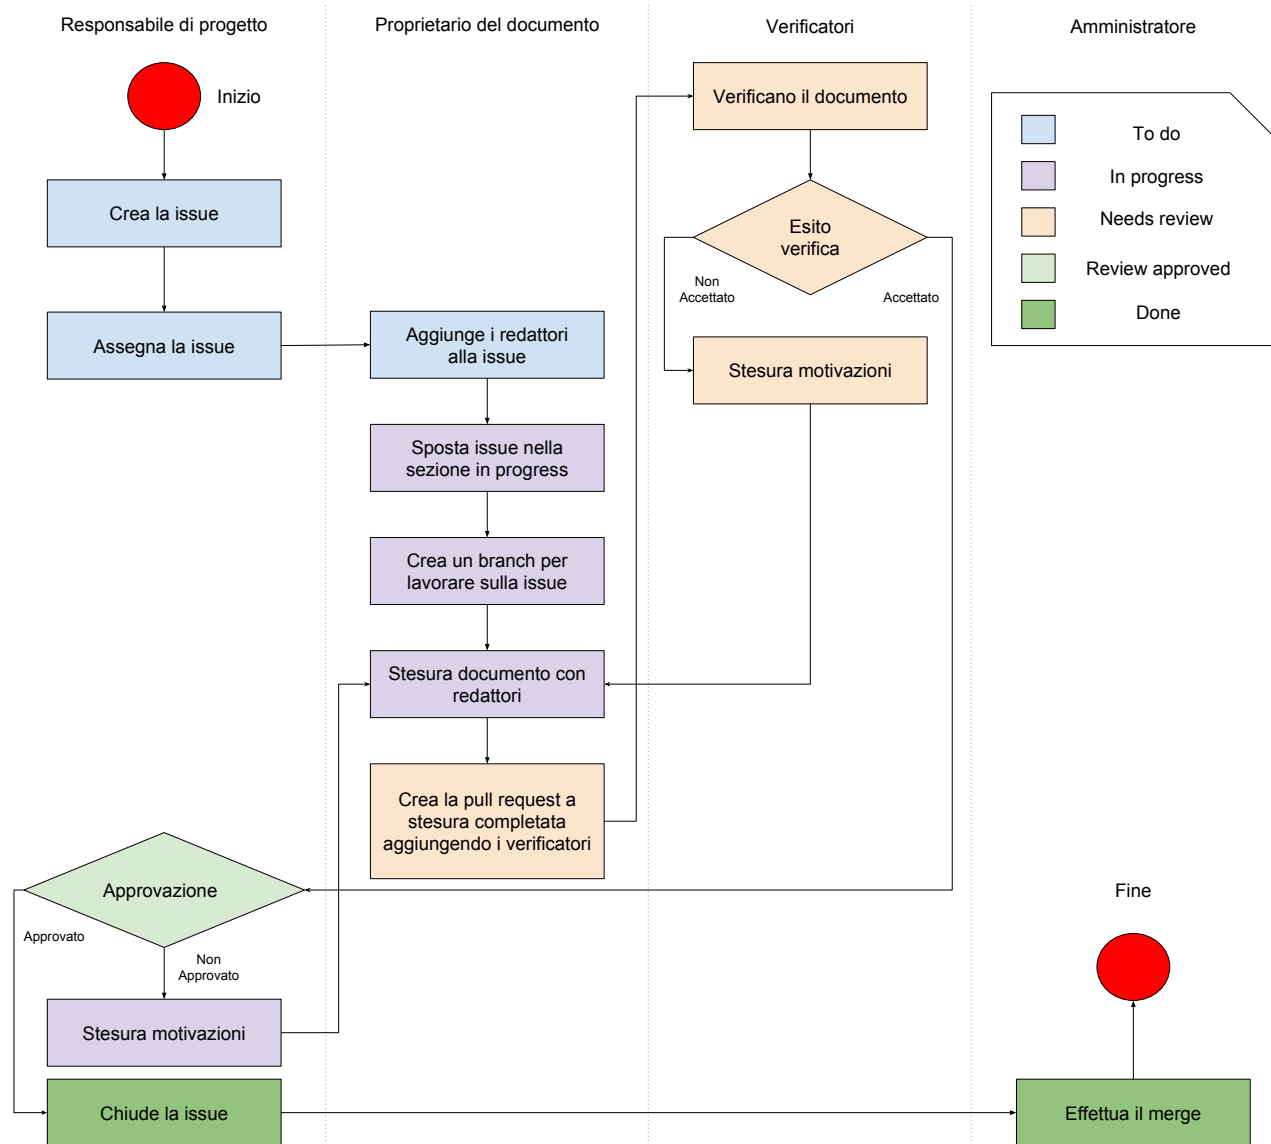 Responsabile di progetto
Proprietario del documento
Verificatori
Amministratore
Inizio
Verificano il documento
To do
In progress
Needs review
Review approved
Done
Crea la issue
Esito
verifica
Non
Accettato
Accettato
Assegna la issue
Aggiunge i redattori
alla issue
Stesura motivazioni
Sposta issue nella
sezione in progress
Crea un branch per
lavorare sulla issue
Stesura documento con
redattori
Crea la pull request a
stesura completata
aggiungendo i verificatori
Approvazione
Fine
Approvato
Non
Approvato
Stesura motivazioni
Chiude la issue
Effettua il merge